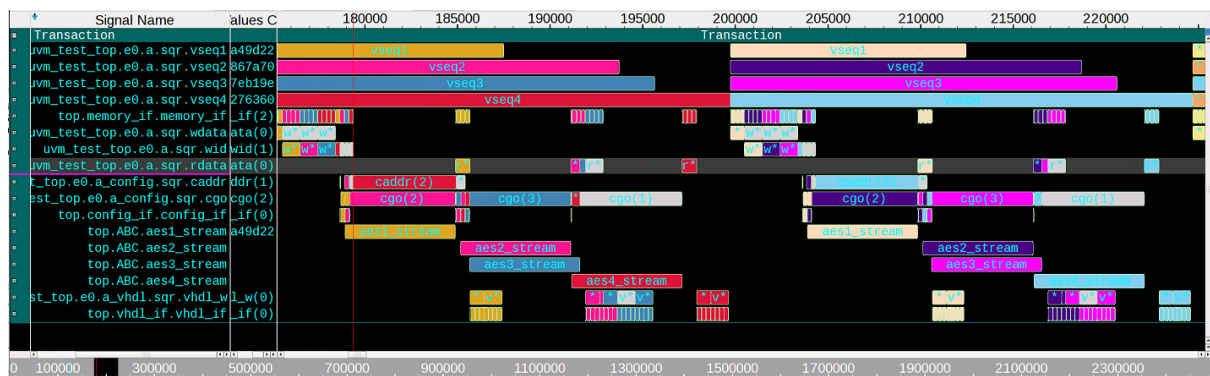 Signal Name alues C 180000 185000 190000 195000 200000 205000 210000 215000 220000
Transaction Transaction
uvm_test_top.e0.a.sqr.vseq1 a49d22 vseq1 vseq1 *
uvm_test_top.e0.a.sqr.vseq2 867a70 vseq2 vseq2 *
uvm_test_top.e0.a.sqr.vseq3 7eb19e vseq3 vseq3 *
uvm_test_top.e0.a.sqr.vseq4 276360 vseq4 vseq4 *
top.memory_if.memory_if _if(2)
uvm_test_top.e0.a.sqr.wdata ata(0) w* w* w* * w* w* w* *
uvm_test_top.e0.a.sqr.wid wid(1) w* w* w* w* w* w*
uvm_test_top.e0.a.sqr.rdata ata(0) * * r* * * * r* *
t_top.e0.a_config.sqr.caddr ddr(1) caddr(2) caddr(2)
est_top.e0.a_config.sqr.cgo cgo(2) cgo(2) cgo(3) * cgo(1) cgo(2) cgo(3) * cgo(1)
top.config_if.config_if _if(0)
top.ABC.aes1_stream a49d22 aes1_stream aes1_stream
top.ABC.aes2_stream aes2_stream aes2_stream
top.ABC.aes3_stream aes3_stream aes3_stream
top.ABC.aes4_stream aes4_stream aes4_stream
st_top.e0.a_vhdl.sqr.vhdl_w l_w(0) * v* * * v* v* * v* * v* * * v* v* * v*
top.vhdl_if.vhdl_if _if(0)
0 100000 300000 500000 700000 900000 1100000 1300000 1500000 1700000 1900000 2100000 2300000